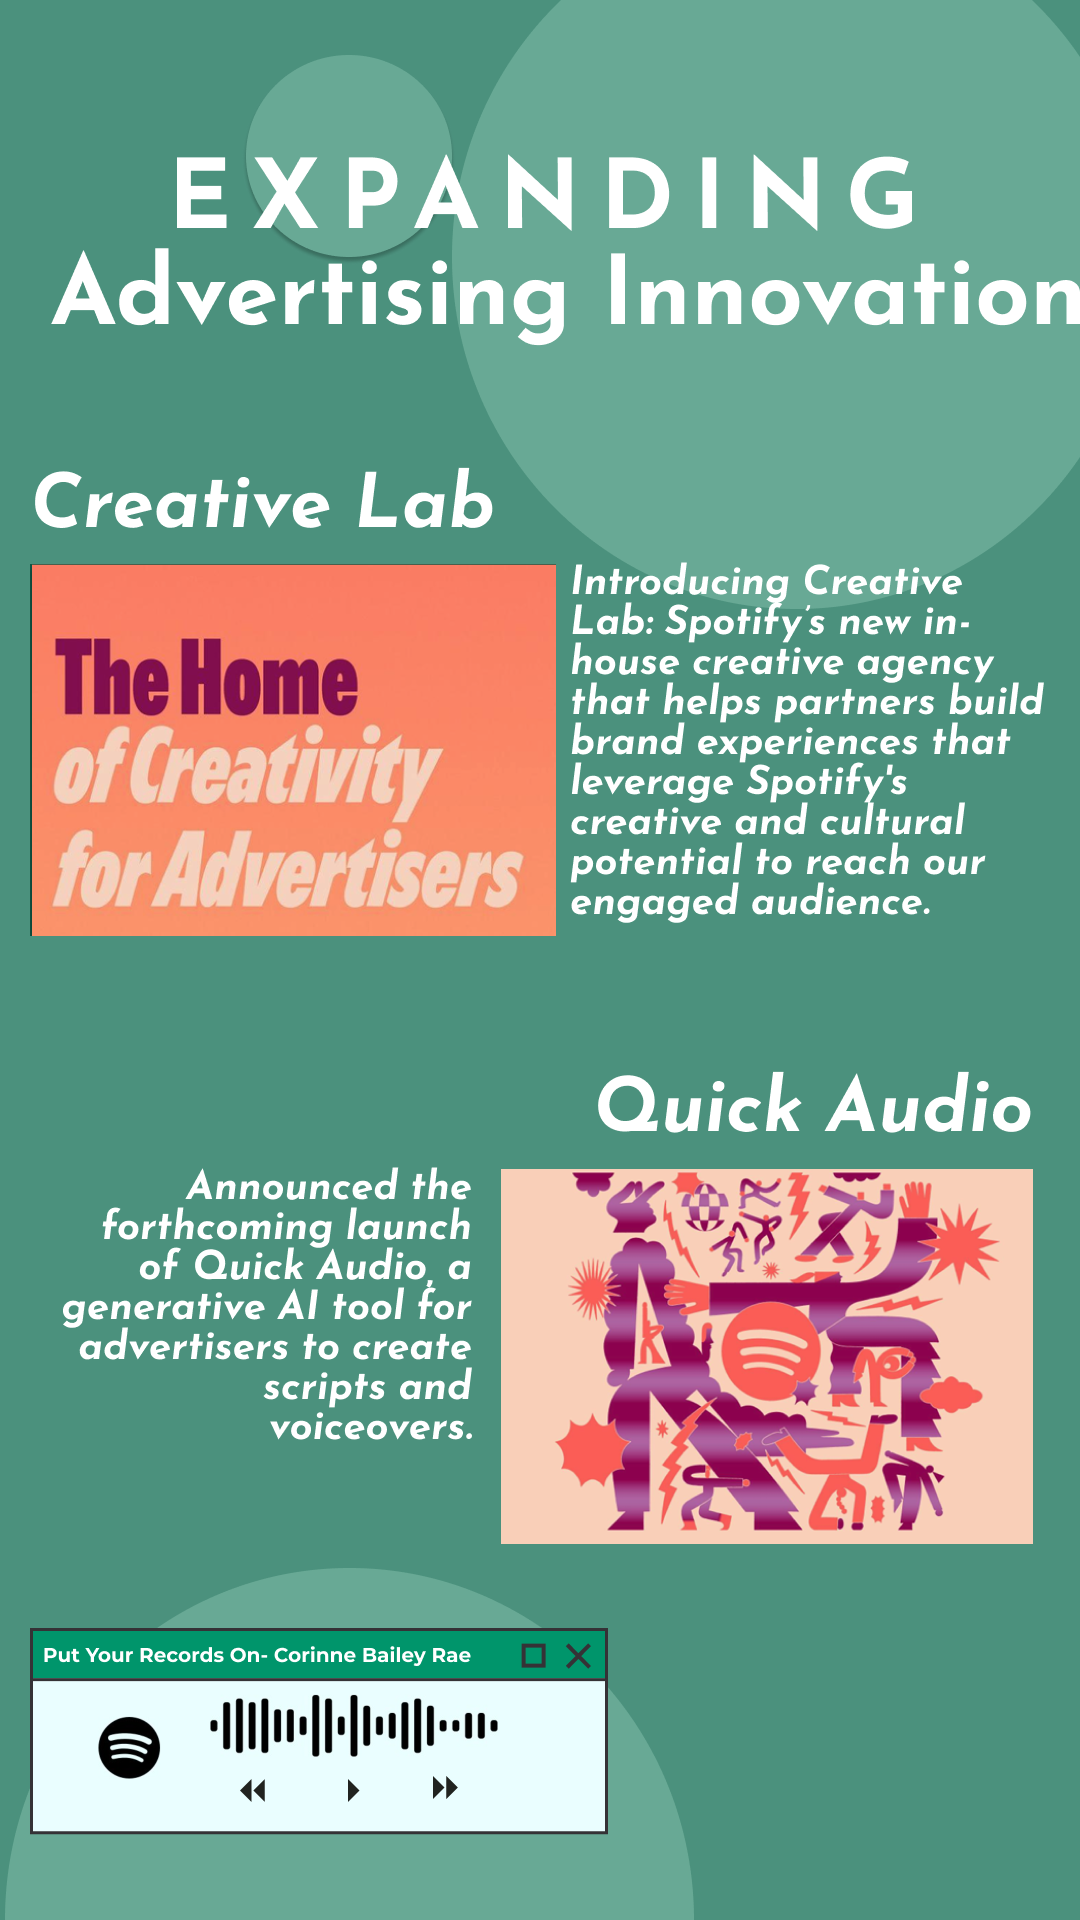 EXPANDING
Advertising Innovation
Creative Lab
The Home
of Creativity
for Advertisers
Introducing Creative
Lab: Spotify's new in-
house creative agency
that helps partners build
brand experiences that
leverage Spotify's
creative and cultural
potential to reach our
engaged audience.
Quick Audio
Announced the
forthcoming launch
of Quick Audio, a
generative AI tool for
advertisers to create
scripts and
voiceovers.
Put Your Records On- Corinne Bailey Rae